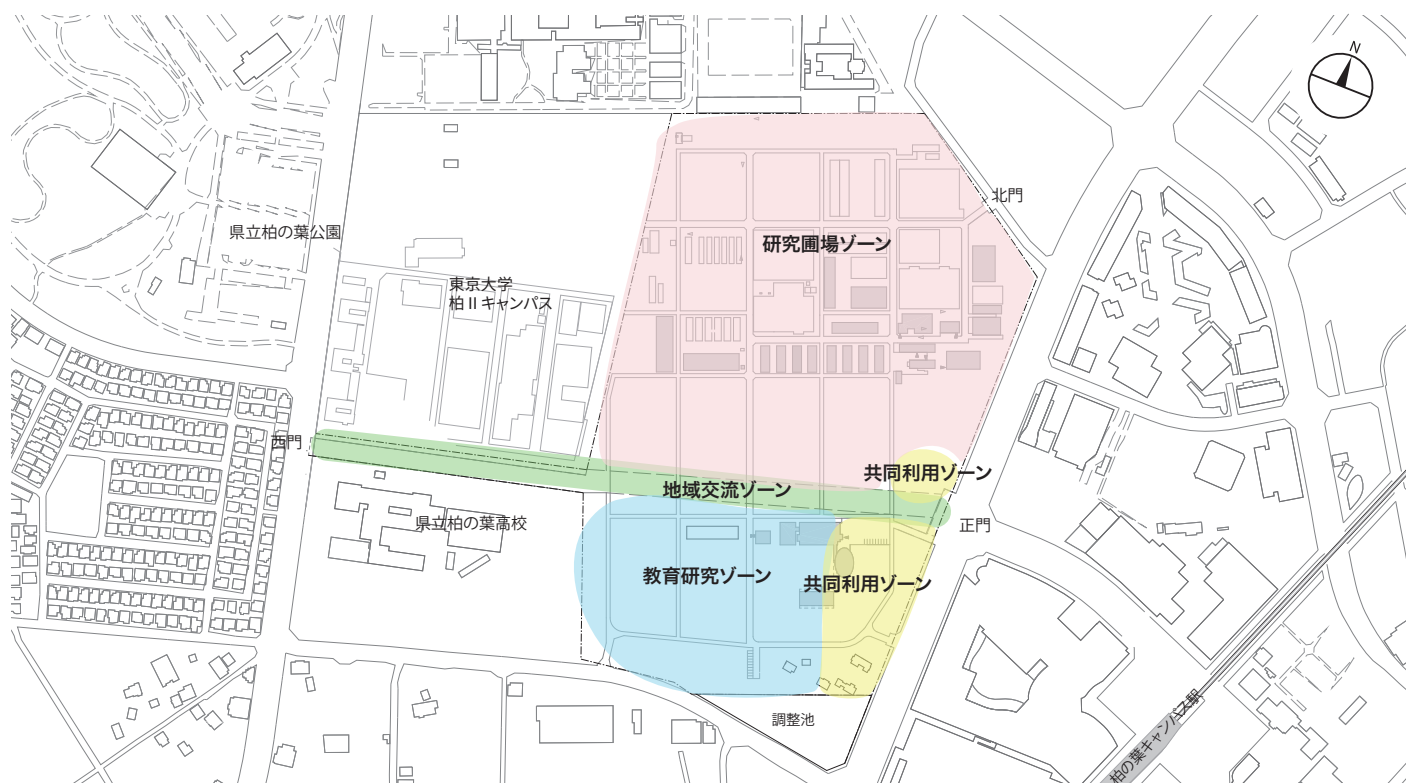 N
北門
県立柏の葉公園
研究圃場ゾーン
東京大学
柏Ⅱキャンパス
西門
共同利用ゾーン
地域交流ゾーン
県立柏の葉高校
正門
教育研究ゾーン
共同利用ゾーン
調整池
柏の葉キャンパス駅